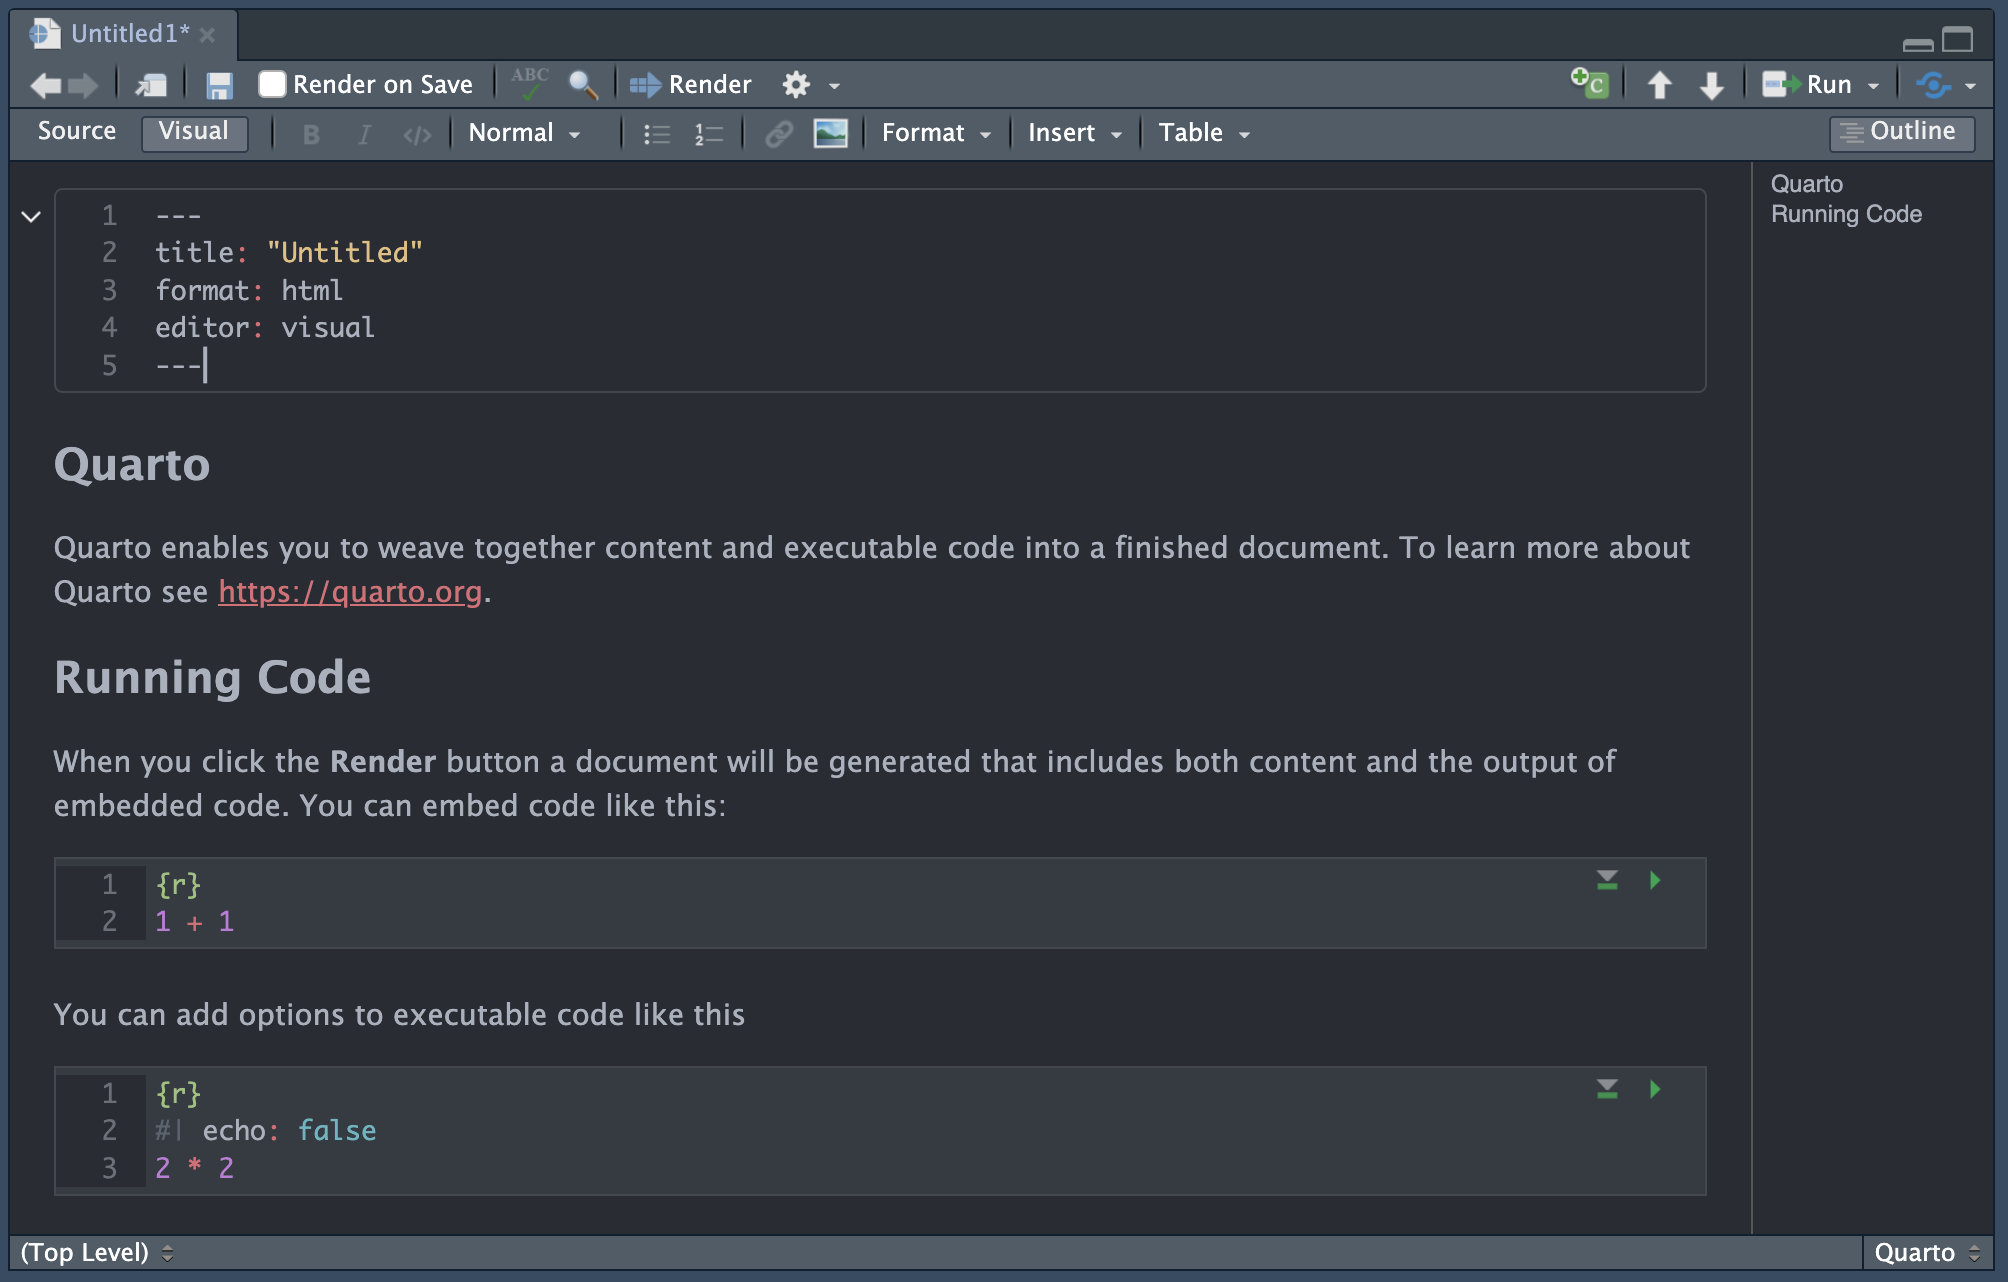 Untitled1*
Render on Save ABC Render Run
Source Visual B I </> Normal Format Insert Table Outline
Quarto
Running Code
1 ---
2 title: "Untitled"
3 format: html
4 editor: visual
5 ---
Quarto
Quarto enables you to weave together content and executable code into a finished document. To learn more about
Quarto see https://quarto.org.
Running Code
When you click the Render button a document will be generated that includes both content and the output of
embedded code. You can embed code like this:
1 {r}
2 1 + 1
You can add options to executable code like this
1 {r}
2 #| echo: false
3 2 * 2
(Top Level) Quarto